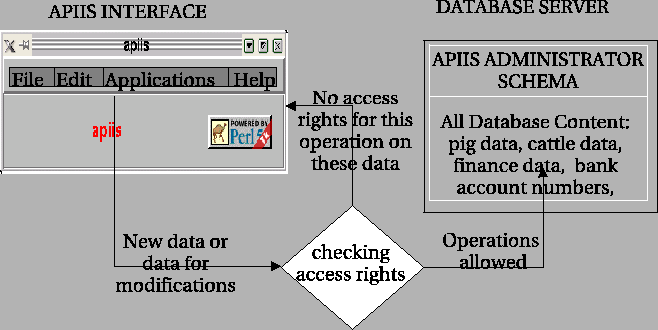 APIIS INTERFACE
DATABASE SERVER
apiis
File Edit Applications Help
apiis
POWERED BY
Perl 5
APIIS ADMINISTRATOR
SCHEMA
All Database Content:
pig data, cattle data,
finance data, bank
account numbers,
No access
rights for this
operation on
these data
New data or
data for
modifications
checking
access rights
Operations
allowed